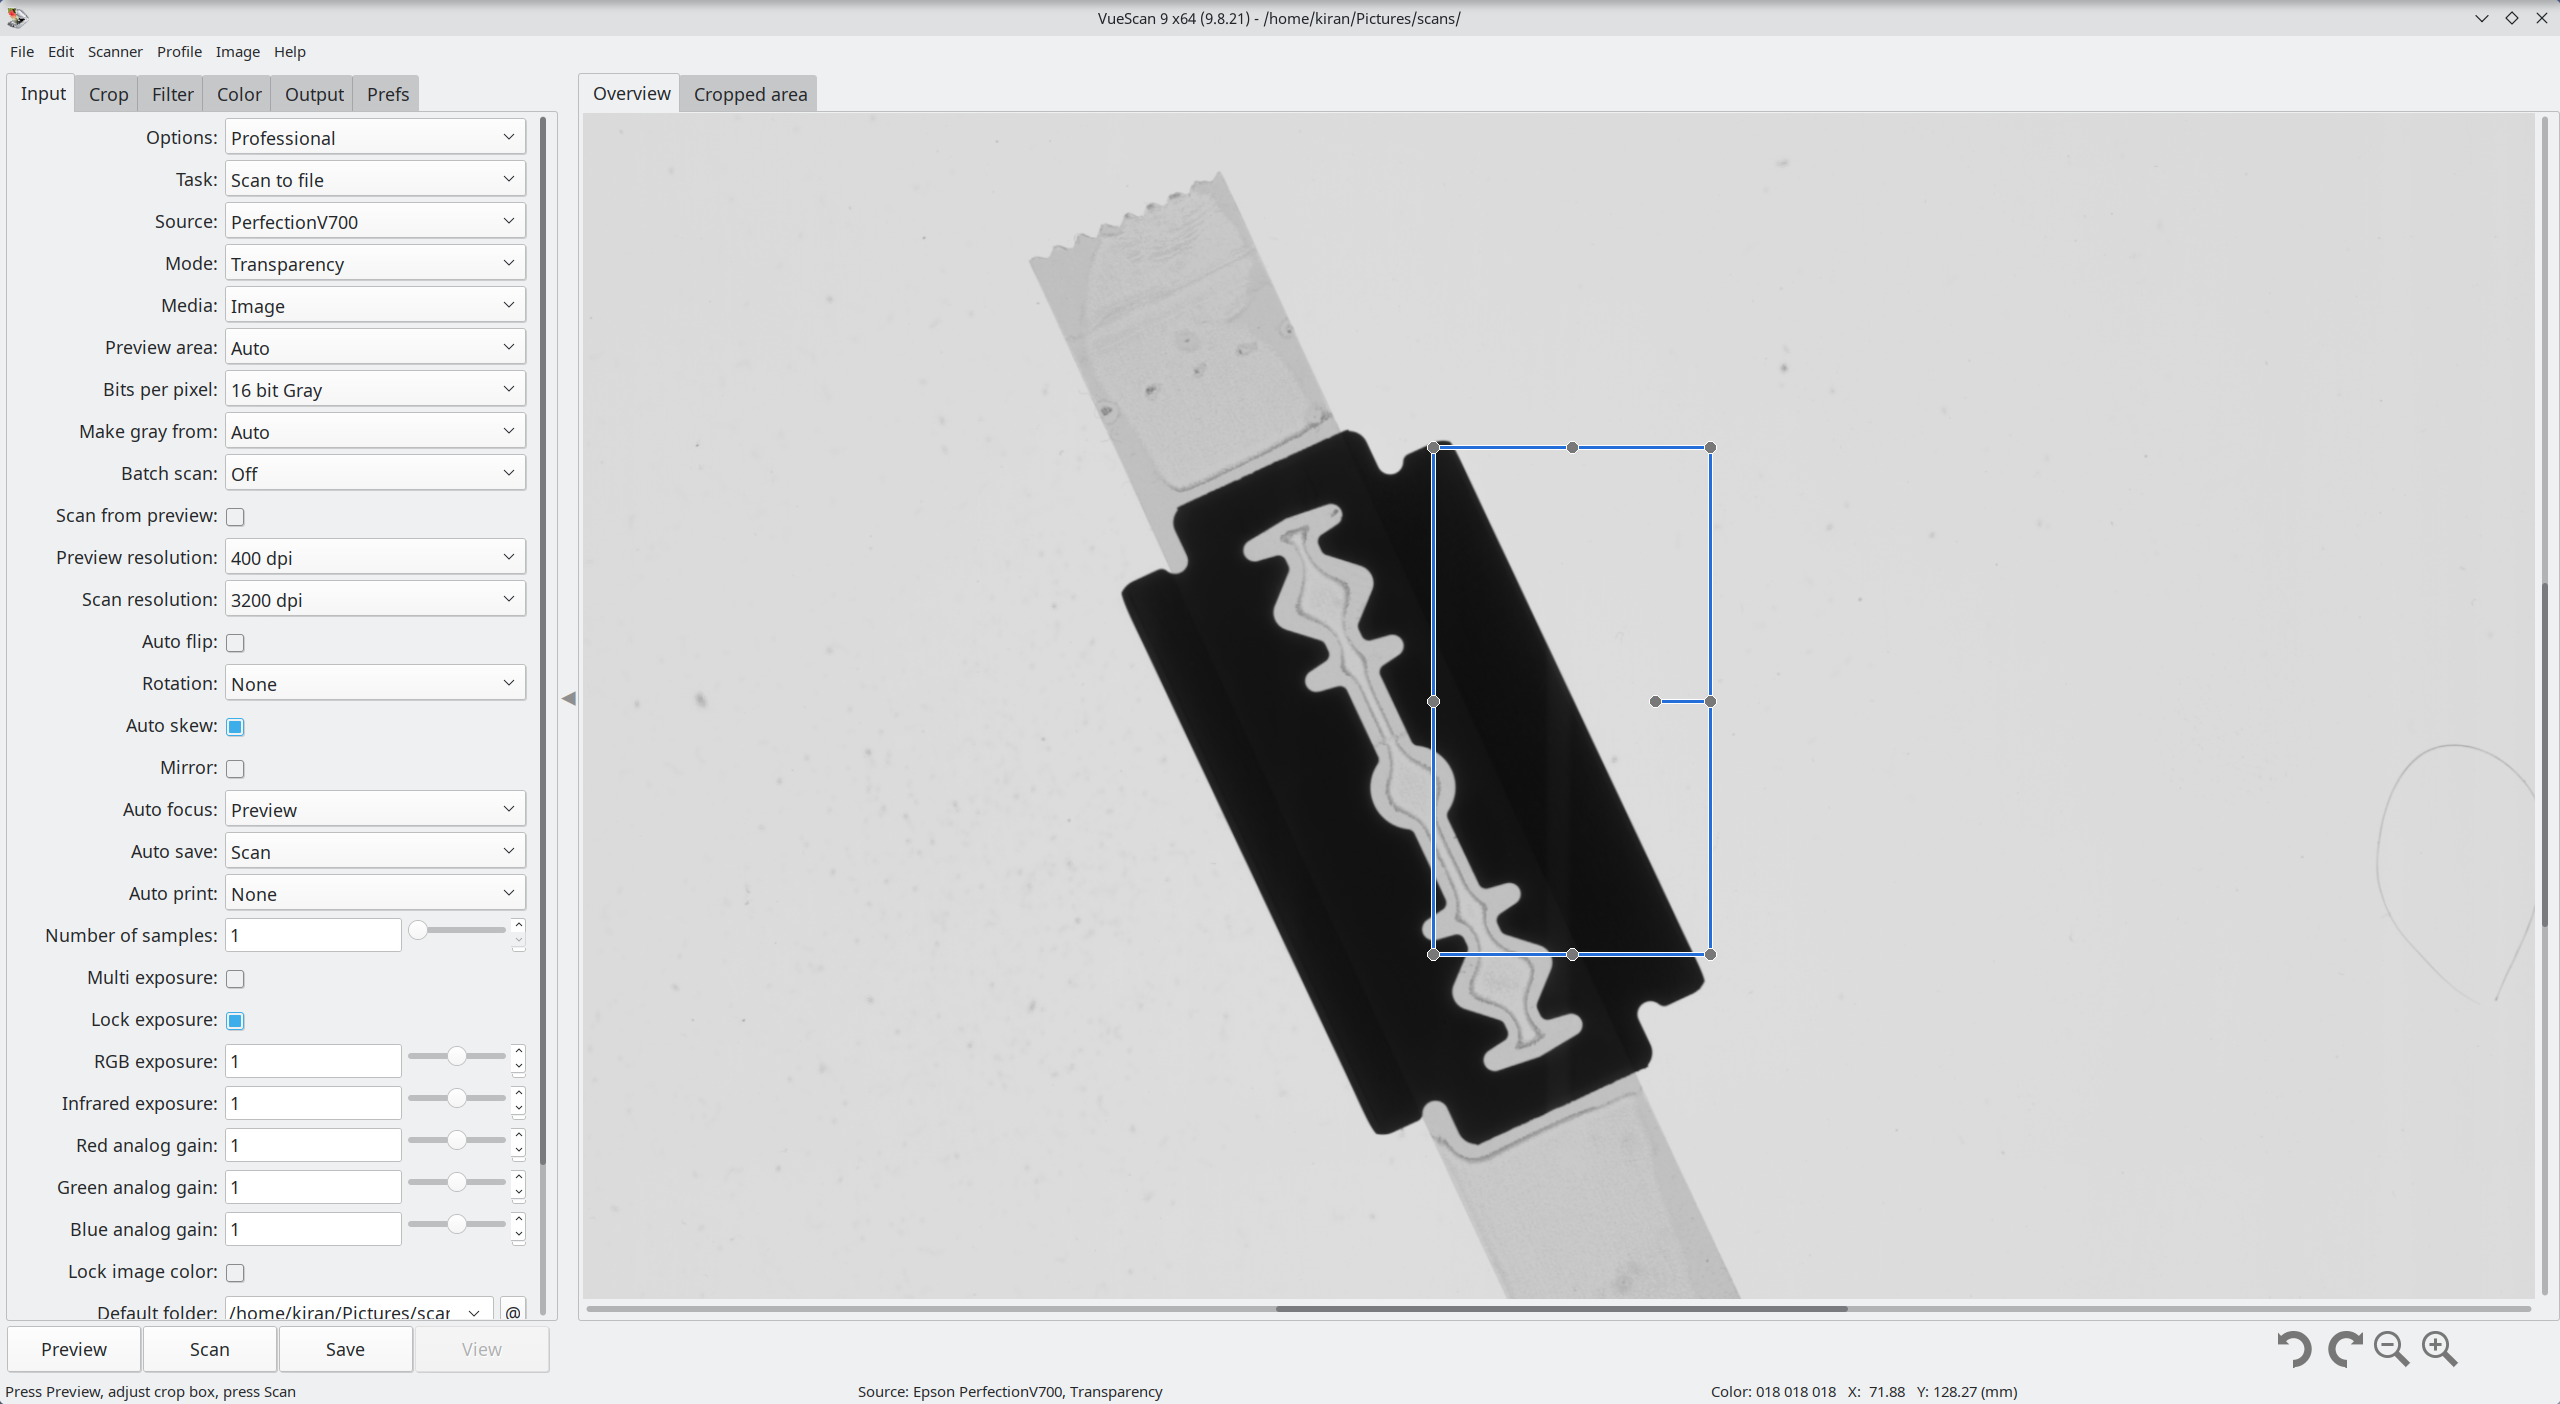 VueScan 9 x64 (9.8.21) - /home/kiran/Pictures/scans/
File Edit Scanner Profile Image Help
Input Crop Filter Color Output Prefs
Overview Cropped area
Options: Professional
Task: Scan to file
Source: PerfectionV700
Mode: Transparency
Media: Image
Preview area: Auto
Bits per pixel: 16 bit Gray
Make gray from: Auto
Batch scan: Off
Scan from preview:
Preview resolution: 400 dpi
Scan resolution: 3200 dpi
Auto flip:
Rotation: None
Auto skew:
Mirror:
Auto focus: Preview
Auto save: Scan
Auto print: None
Number of samples: 1
Multi exposure:
Lock exposure:
RGB exposure: 1
Infrared exposure: 1
Red analog gain: 1
Green analog gain: 1
Blue analog gain: 1
Lock image color:
Default folder: /home/kiran/Pictures/scar @
Preview Scan Save View
Press Preview, adjust crop box, press Scan
Source: Epson PerfectionV700, Transparency
Color: 018 018 018 X: 71.88 Y: 128.27 (mm)